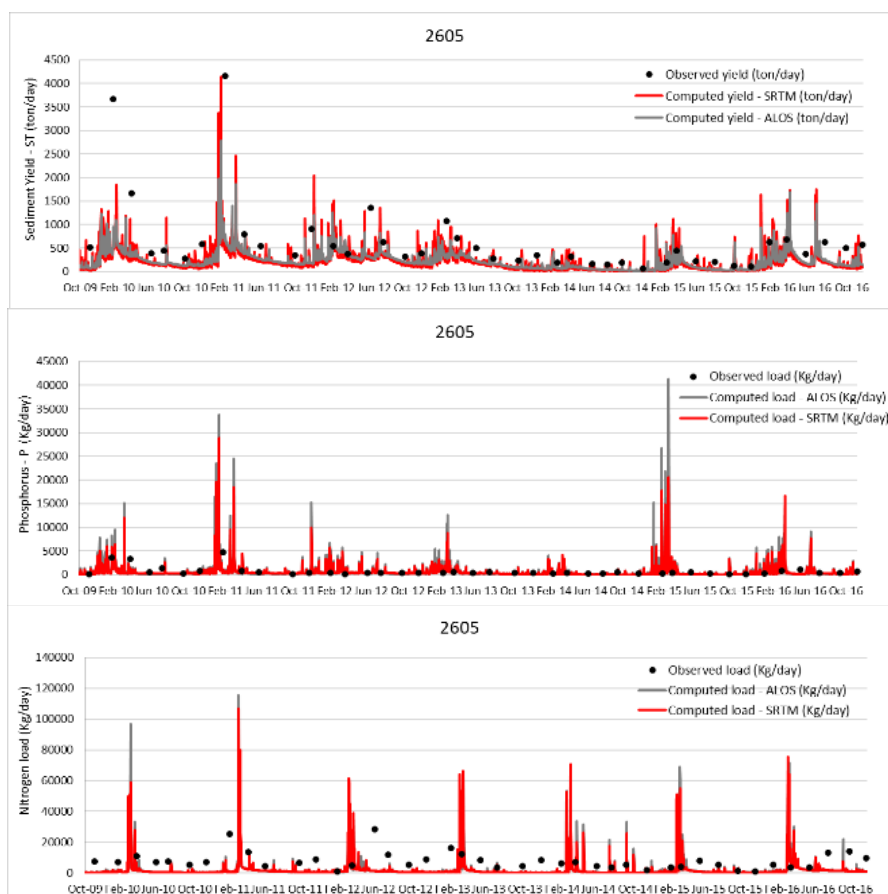 2605
Observed yield (ton/day)
Computed yield - SRTM (ton/day)
Computed yield - ALOS (ton/day)
Sediment Yield - ST (ton/day)
4500
4000
3500
3000
2500
2000
1500
1000
500
0
Oct 09 Feb 10 Jun 10 Oct 10 Feb 11 Jun 11 Oct 11 Feb 12 Jun 12 Oct 12 Feb 13 Jun 13 Oct 13 Feb 14 Jun 14 Oct 14 Feb 15 Jun 15 Oct 15 Feb 16 Jun 16 Oct 16
2605
Observed load (Kg/day)
Computed load - ALOS (Kg/day)
Computed load - SRTM (Kg/day)
Phosphorus - P (Kg/day)
45000
40000
35000
30000
25000
20000
15000
10000
5000
0
Oct 09 Feb 10 Jun 10 Oct 10 Feb 11 Jun 11 Oct 11 Feb 12 Jun 12 Oct 12 Feb 13 Jun 13 Oct 13 Feb 14 Jun 14 Oct 14 Feb 15 Jun 15 Oct 15 Feb 16 Jun 16 Oct 16
2605
Observed load (Kg/day)
Computed load - ALOS (Kg/day)
Computed load - SRTM (Kg/day)
Nitrogen load (Kg/day)
140000
120000
100000
80000
60000
40000
20000
0
Oct-09 Feb-10 Jun-10 Oct-10 Feb-11 Jun-11 Oct-11 Feb-12 Jun-12 Oct-12 Feb-13 Jun-13 Oct-13 Feb-14 Jun-14 Oct-14 Feb-15 Jun-15 Oct-15 Feb-16 Jun-16 Oct-16